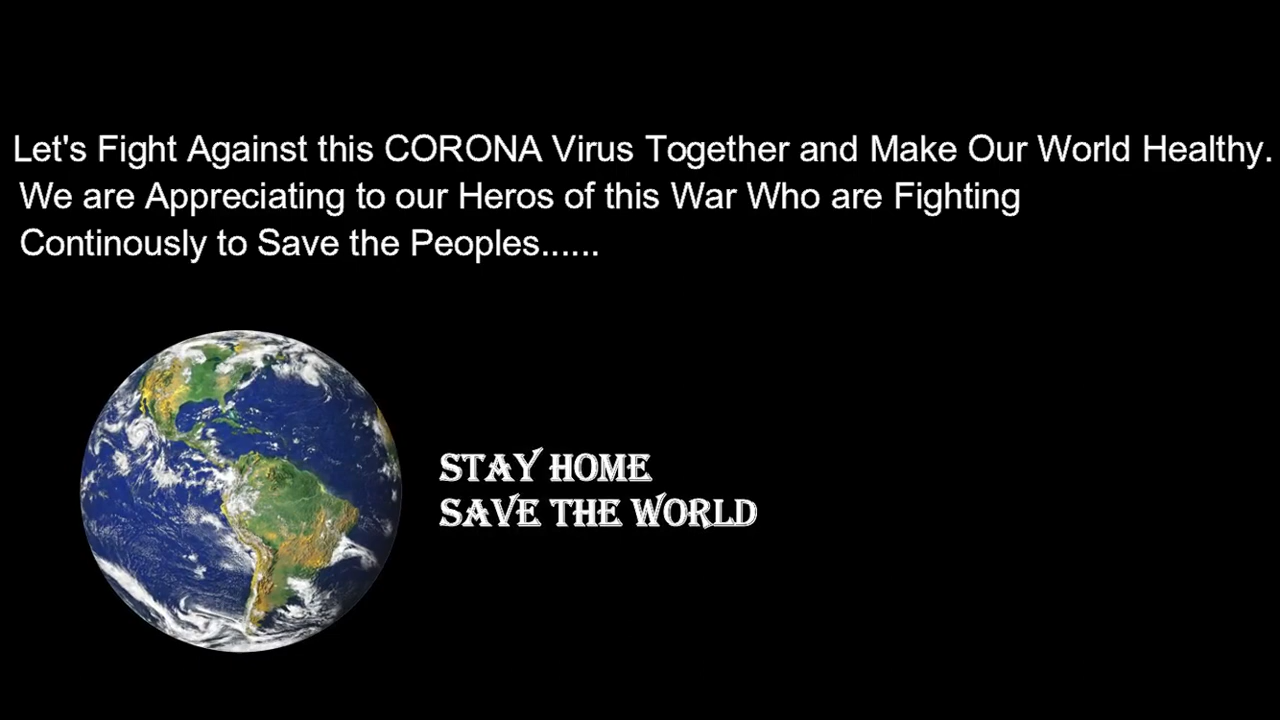 Let's Fight Against this CORONA Virus Together and Make Our World Healthy.
We are Appreciating to our Heros of this War Who are Fighting
Continously to Save the Peoples......
STAY HOME
SAVE THE WORLD